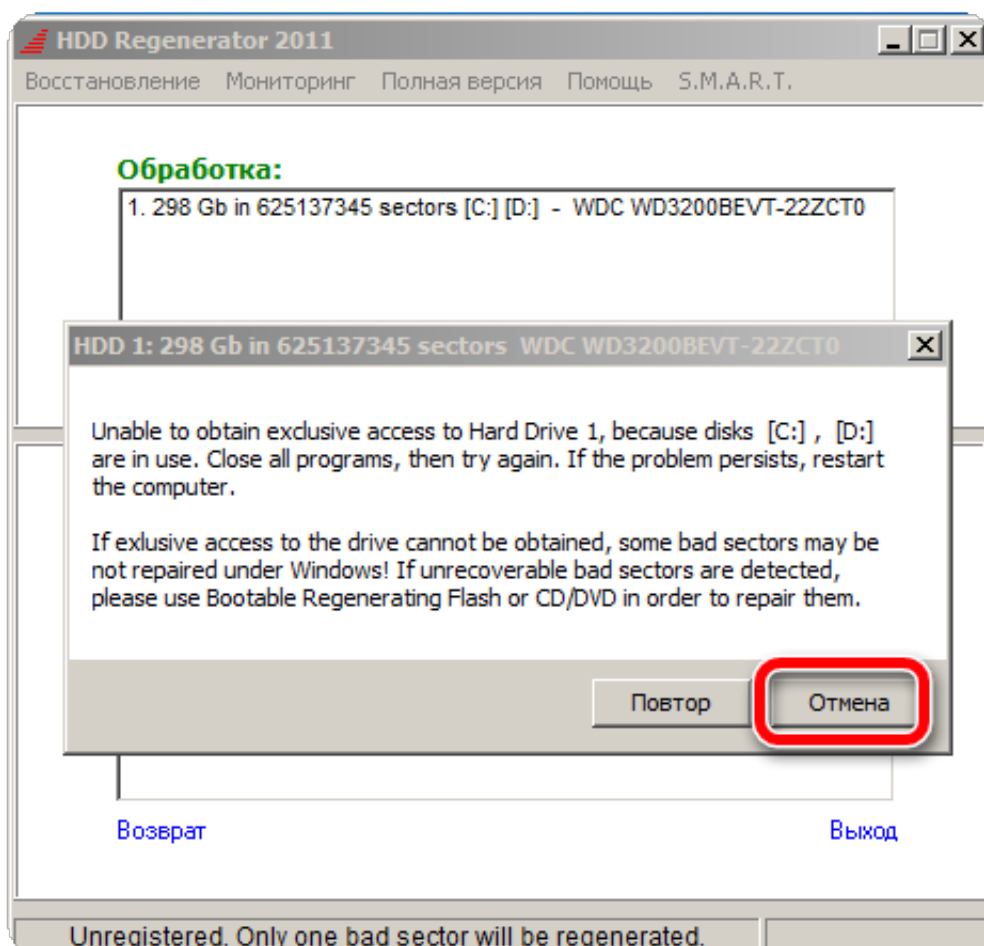 HDD Regenerator 2011
Восстановление Мониторинг Полная версия Помощь S.M.A.R.T.
Обработка:
1. 298 Gb in 625137345 sectors [C:] [D:] - WDC WD3200BEVT-22ZCT0
HDD 1: 298 Gb in 625137345 sectors WDC WD3200BEVT-22ZCT0
Unable to obtain exclusive access to Hard Drive 1, because disks [C:] , [D:]
are in use. Close all programs, then try again. If the problem persists, restart
the computer.
If exlusive access to the drive cannot be obtained, some bad sectors may be
not repaired under Windows! If unrecoverable bad sectors are detected,
please use Bootable Regenerating Flash or CD/DVD in order to repair them.
Повтор Отмена
Возврат Выход
Unregistered. Only one bad sector will be regenerated.